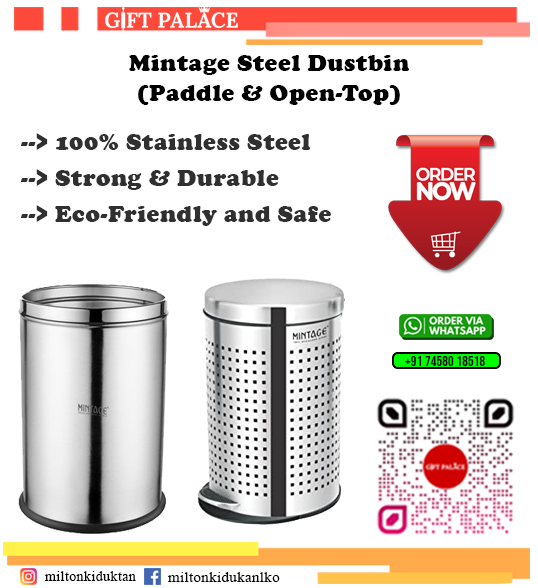 GIFT PALACE
Mintage Steel Dustbin
(Paddle & Open-Top)
--> 100% Stainless Steel
--> Strong & Durable
--> Eco-Friendly and Safe
ORDER
NOW
MINTAGE
MINTAGE
ORDER VIA
WHATSAPP
+91 74580 18518
GIFT PALACE
miltonkiduktan
miltonkidukanlko